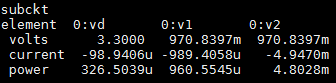 subckt
element 0:vd 0:v1 0:v2
volts 3.3000 970.8397m 970.8397m
current -98.9406u -989.4058u -4.9470m
power 326.5039u 960.5545u 4.8028m